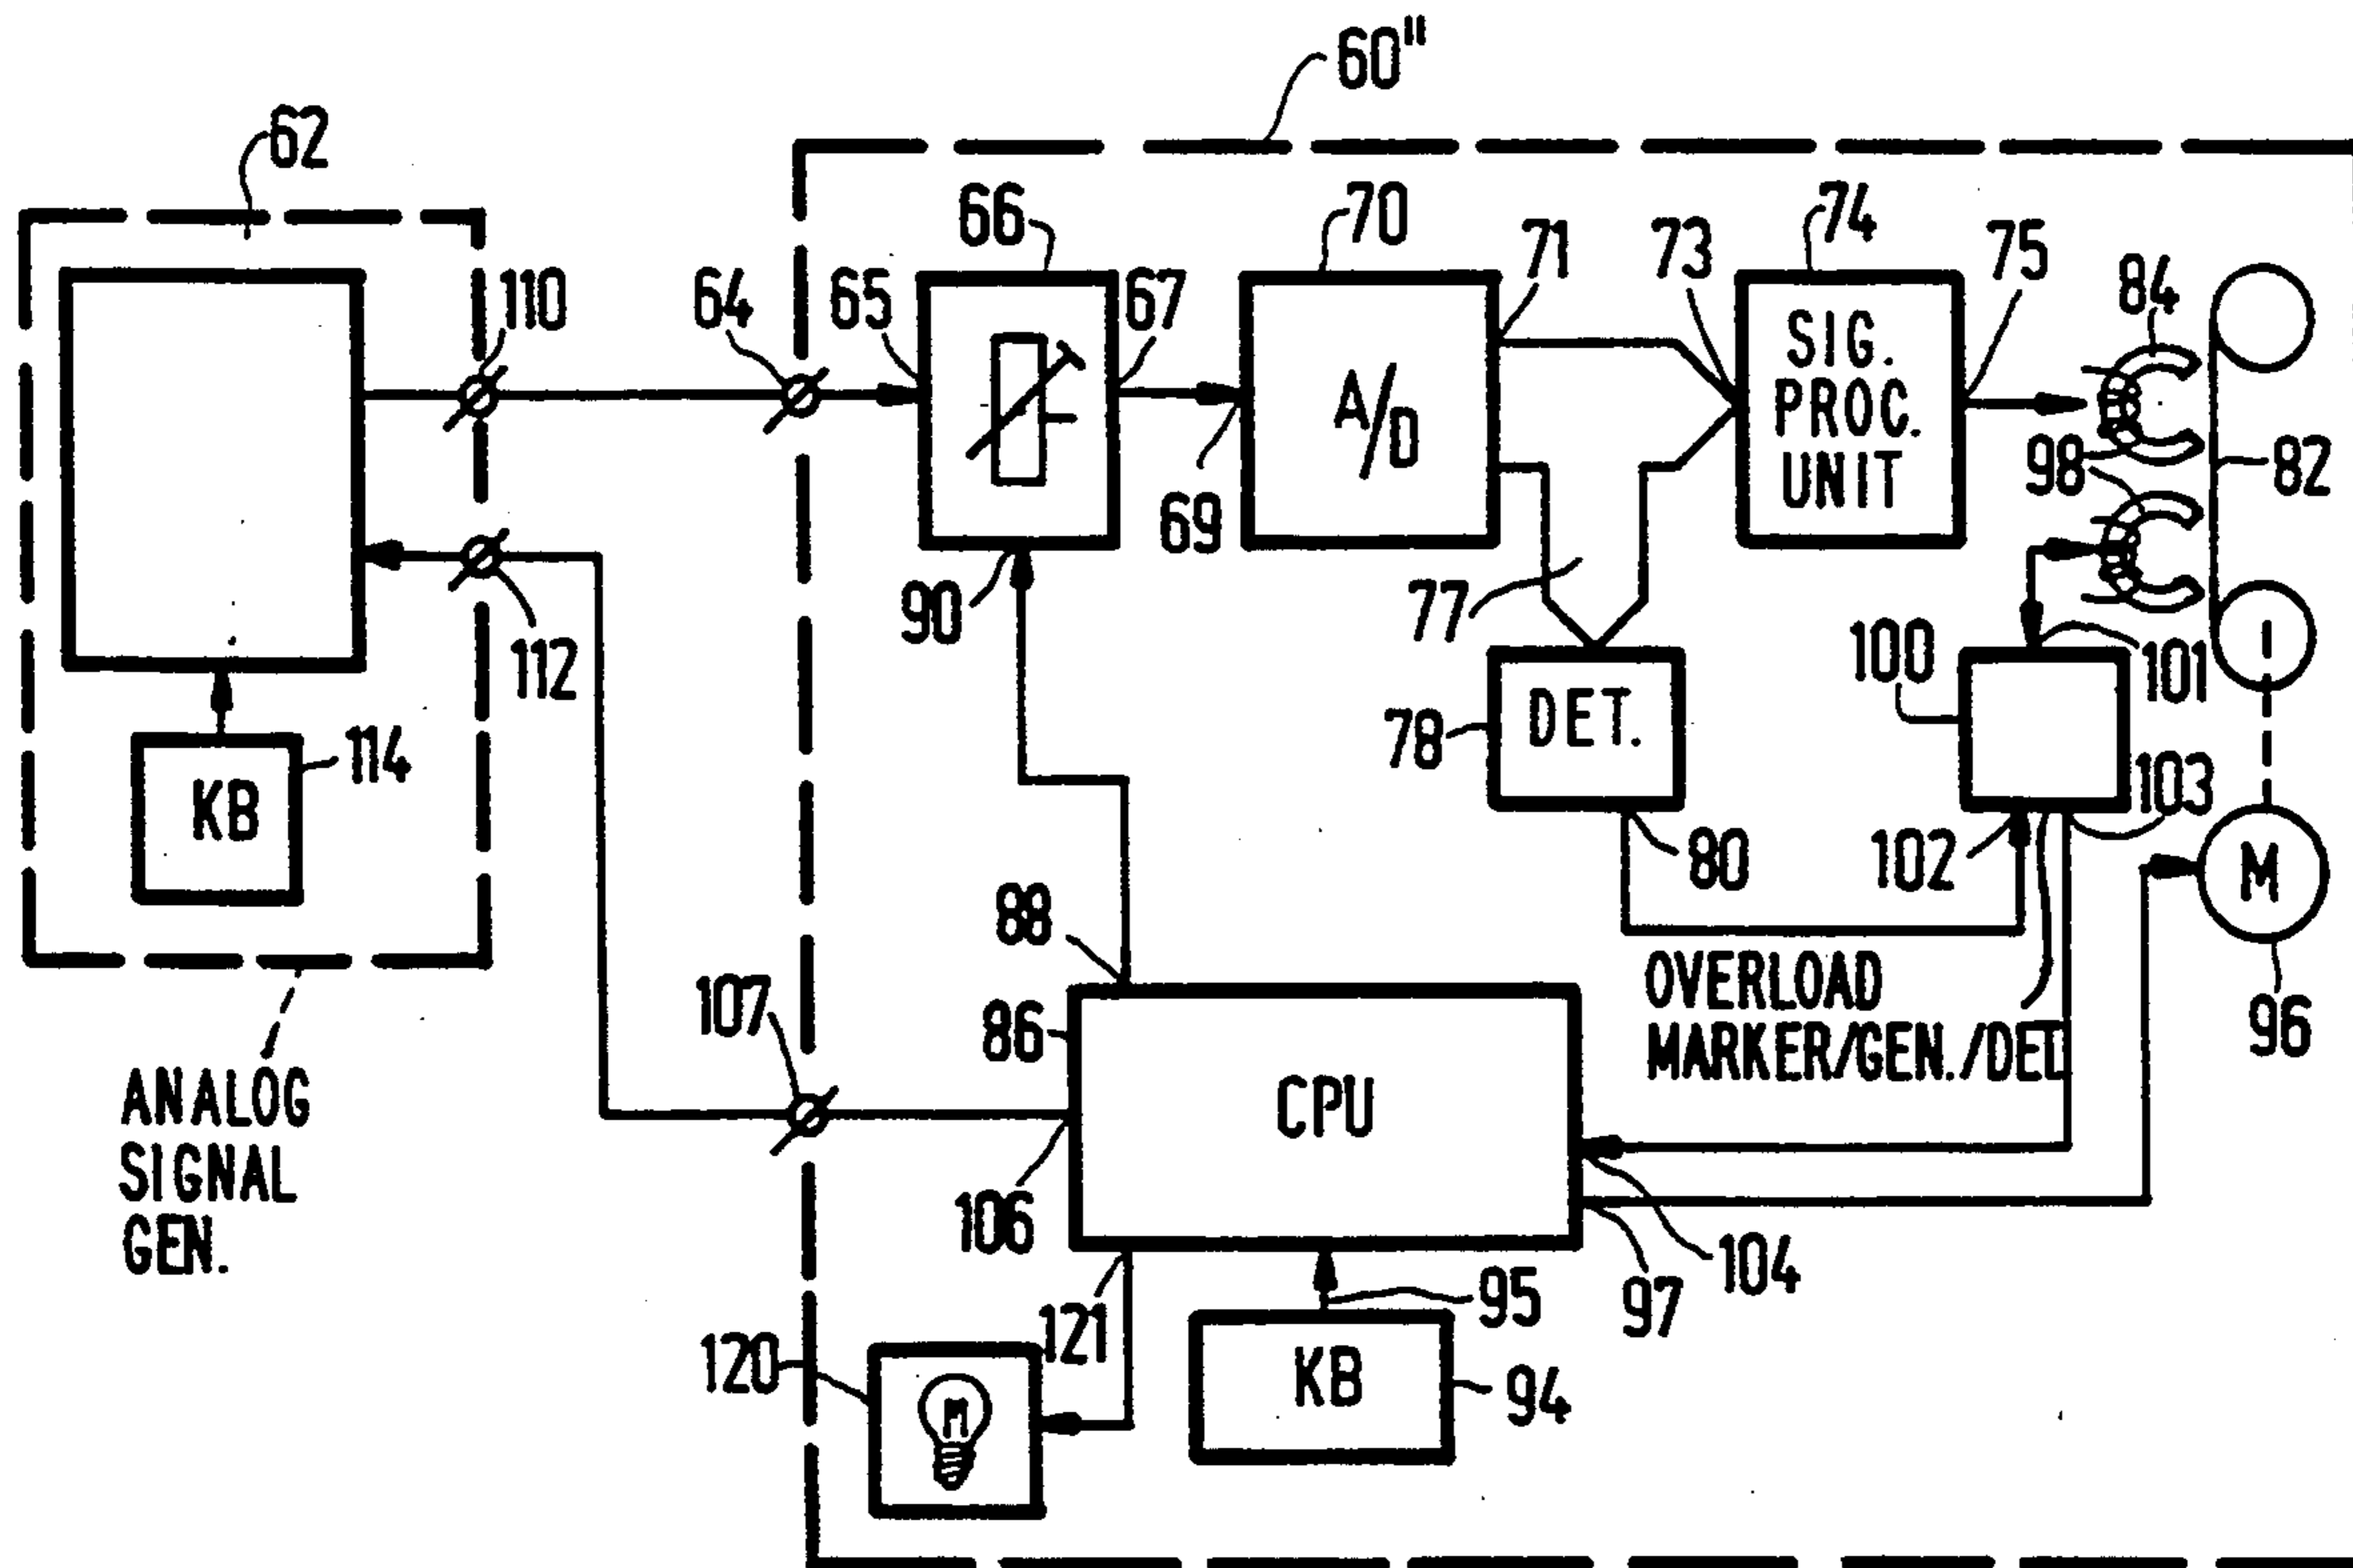 60"
62
66
70
71
73
74
75
84
110
64
65
67
A/D
SIG.
PROC.
UNIT
98
82
69
90
77
112
100
101
78
DET.
114
KB
103
80
102
M
88
107
86
OVERLOAD
MARKER/GEN./DET
96
CPU
ANALOG
SIGNAL
GEN.
106
104
97
95
121
120
KB
94